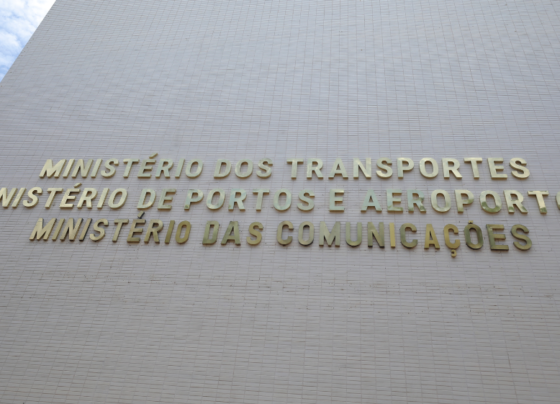 MINISTÉRIO DOS TRANSPORTES
NISTÉRIO DE PORTOS E AEROPORTO
MINISTÉRIO DAS COMUNICAÇÕES